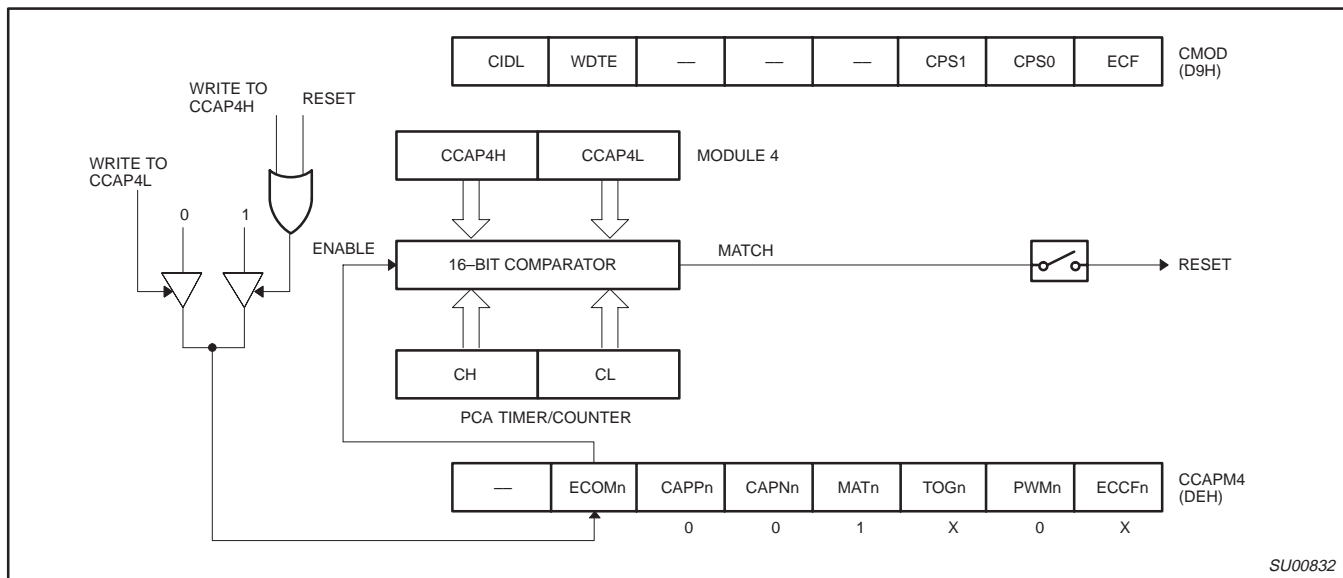 CIDL WDTE — — — CPS1 CPS0 ECF
CMOD
(D9H)
WRITE TO
CCAP4H
RESET
CCAP4H CCAP4L
MODULE 4
WRITE TO
CCAP4L
0 1
ENABLE
16–BIT COMPARATOR
MATCH
RESET
CH CL
PCA TIMER/COUNTER
— ECOMn CAPPn CAPNn MATn TOGn PWMn ECCFn
CCAPM4
(DEH)
0 0 1 X 0 X
SU00832